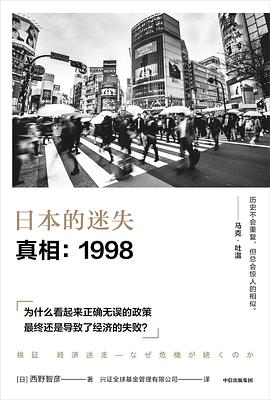 日本的迷失
真相：1998
历史不会重复，但总会惊人的相似。
——马克·吐温
为什么看起来正确无误的政策
最终还是导致了经济的失败？
検証 経済迷走—なぜ危機が続くのか
[日] 西野智彦——著 兴证全球基金管理有限公司——译
中信出版集团